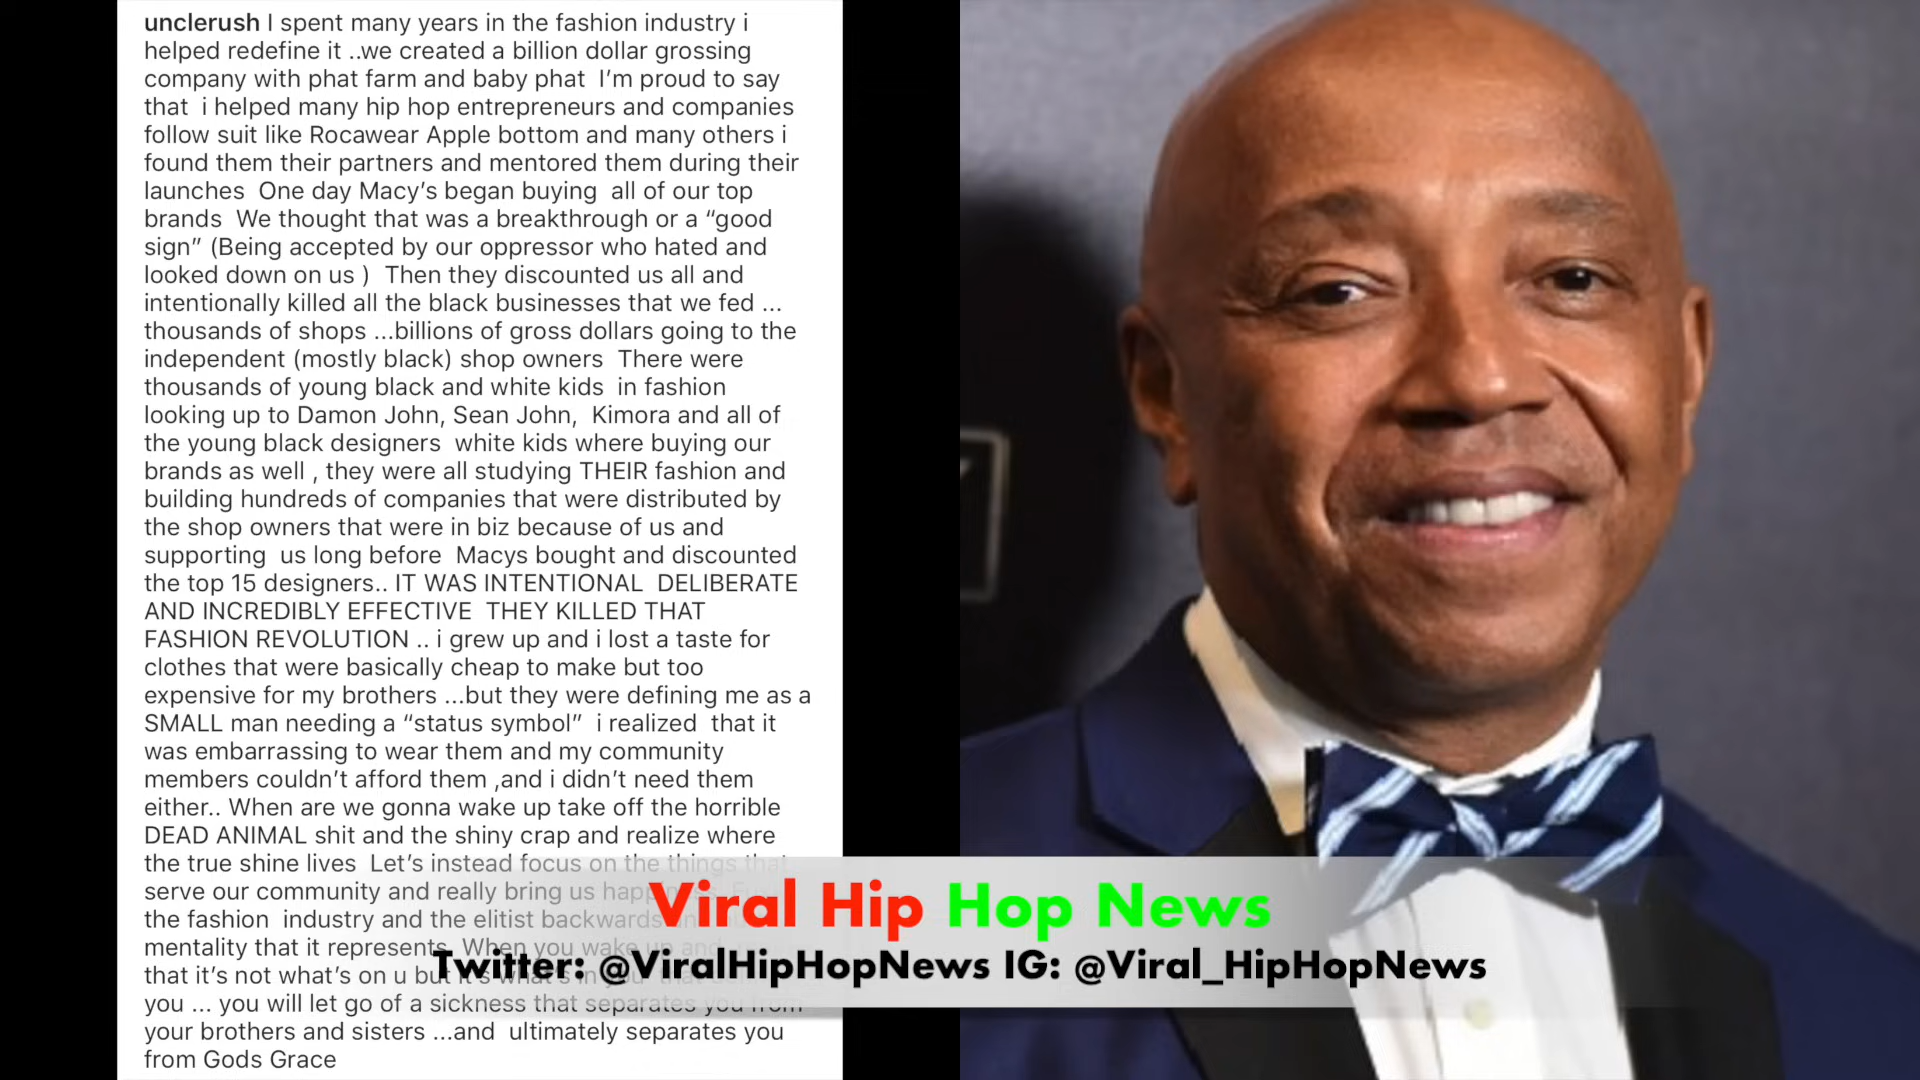 unclerush I spent many years in the fashion industry i
helped redefine it ..we created a billion dollar grossing
company with phat farm and baby phat I'm proud to say
that i helped many hip hop entrepreneurs and companies
follow suit like Rocawear Apple bottom and many others i
found them their partners and mentored them during their
launches One day Macy's began buying all of our top
brands We thought that was a breakthrough or a “good
sign” (Being accepted by our oppressor who hated and
looked down on us ) Then they discounted us all and
intentionally killed all the black businesses that we fed ...
thousands of shops ...billions of gross dollars going to the
independent (mostly black) shop owners There were
thousands of young black and white kids in fashion
looking up to Damon John, Sean John, Kimora and all of
the young black designers white kids where buying our
brands as well , they were all studying THEIR fashion and
building hundreds of companies that were distributed by
the shop owners that were in biz because of us and
supporting us long before Macys bought and discounted
the top 15 designers.. IT WAS INTENTIONAL DELIBERATE
AND INCREDIBLY EFFECTIVE THEY KILLED THAT
FASHION REVOLUTION .. i grew up and i lost a taste for
clothes that were basically cheap to make but too
expensive for my brothers ...but they were defining me as a
SMALL man needing a “status symbol” i realized that it
was embarrassing to wear them and my community
members couldn't afford them ,and i didn't need them
either.. When are we gonna wake up take off the horrible
DEAD ANIMAL shit and the shiny crap and realize where
the true shine lives Let's instead focus on the things that
serve our community and really bring us
the fashion industry and the elitist backwards
mentality that it represents When you wake up and
that it's not what's on u but it's what's in you
you ... you will let go of a sickness that separates you from
your brothers and sisters ...and ultimately separates you
from Gods Grace
Viral Hip Hop News
Twitter: @ViralHipHopNews IG: @Viral_HipHopNews